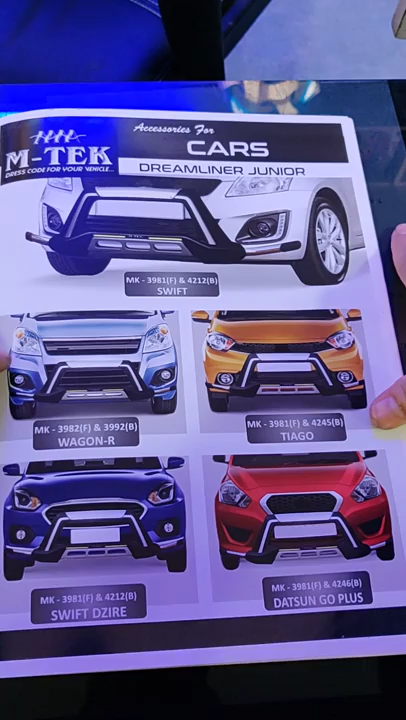 Accessories For
CARS
M-TEK
DRESS CODE FOR YOUR VEHICLE...
DREAMLINER JUNIOR
MK - 3981(F) & 4212(B)
SWIFT
MK - 3982(F) & 3992(B)
WAGON-R
MK - 3981(F) & 4245(B)
TIAGO
MK - 3981(F) & 4212(B)
SWIFT DZIRE
MK - 3981(F) & 4246(B)
DATSUN GO PLUS